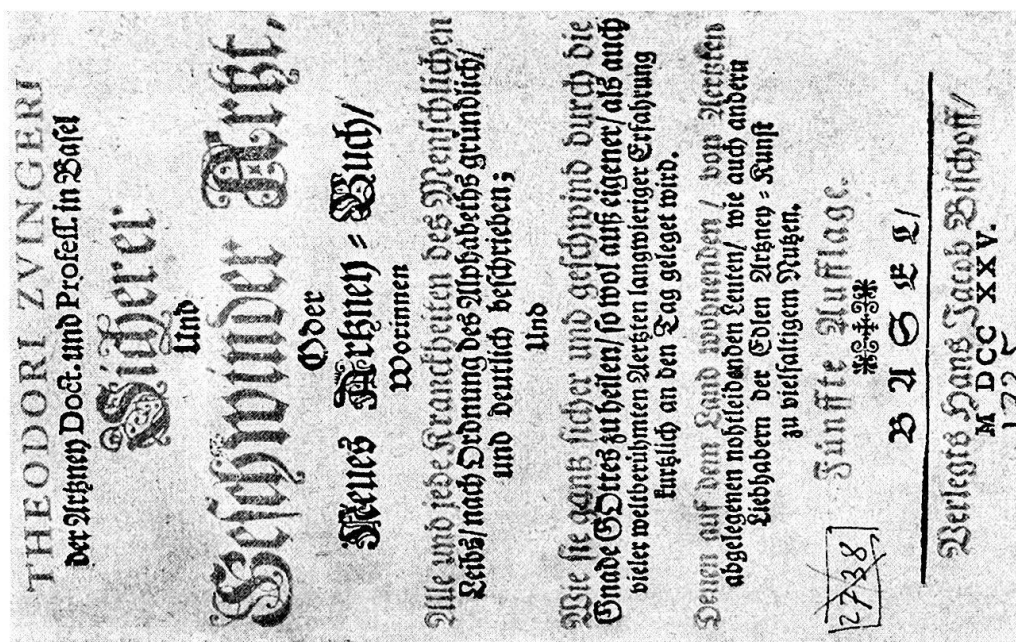 THEODORI ZVINGERI
der Artzney Doct. und Professs. in Basel
Sicherer
Und
Geschwinder Artzt,
Oder
Neues Artzney = Buch/
Worinnen
Alle und jede Kranckheiten des Menschlichen
Leibs/ nach Ordnung des Alphabeths gründlich/
und deutlich beschrieben;
Und
Wie sie gantz sicher und geschwind durch die
Gnade GOttes zu heilen/ so wol auß eigener/ als auch
vieler weltberühmten Aertzten langwieriger Erfahrung
kurtzlich an den Tag geleget wird.
Denen auf dem Land wohnenden/ von Aertzten
abgelegenen nohtleidenden Leuten/ wie auch andern
Liebhabern der Edlen Artzney = Kunst
zu vielfaltigem Nutzen.
Fünffte Aufflage.
2738
BASEL/
Verlegts Hans Jacob Bischoff/
M DCC XXV.